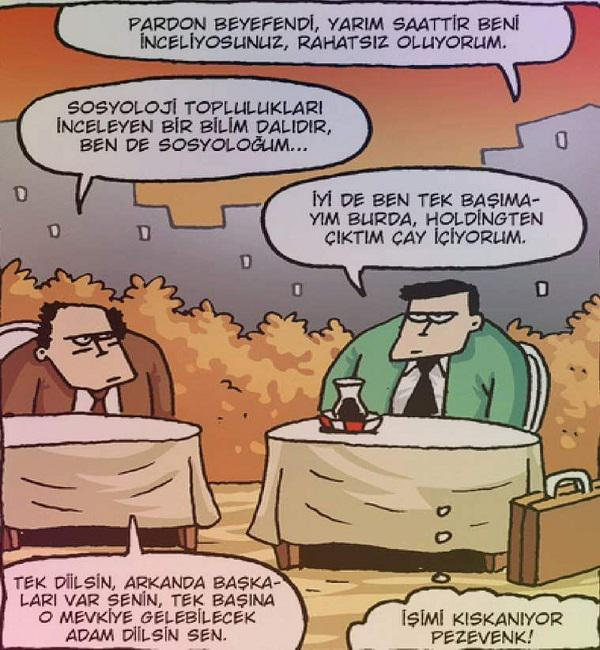 PARDON BEYEFENDİ, YARIM SAATTİR BENİ
İNCELİYOSUNUZ, RAHATSIZ OLUYORUM.
SOSYOLOJİ TOPLULUKLARI
İNCELEYEN BİR BİLİM DALIDIR,
BEN DE SOSYOLOĞUM...
İYİ DE BEN TEK BAŞIMA-
YIM BURDA, HOLDİNGTEN
ÇIKTIM ÇAY İÇİYORUM.
TEK DİİLSİN, ARKANDA BAŞKA-
LARI VAR SENİN, TEK BAŞINA
O MEVKİYE GELEBİLECEK
ADAM DİİLSİN SEN.
İŞİMİ KISKANIYOR
PEZEVENK!